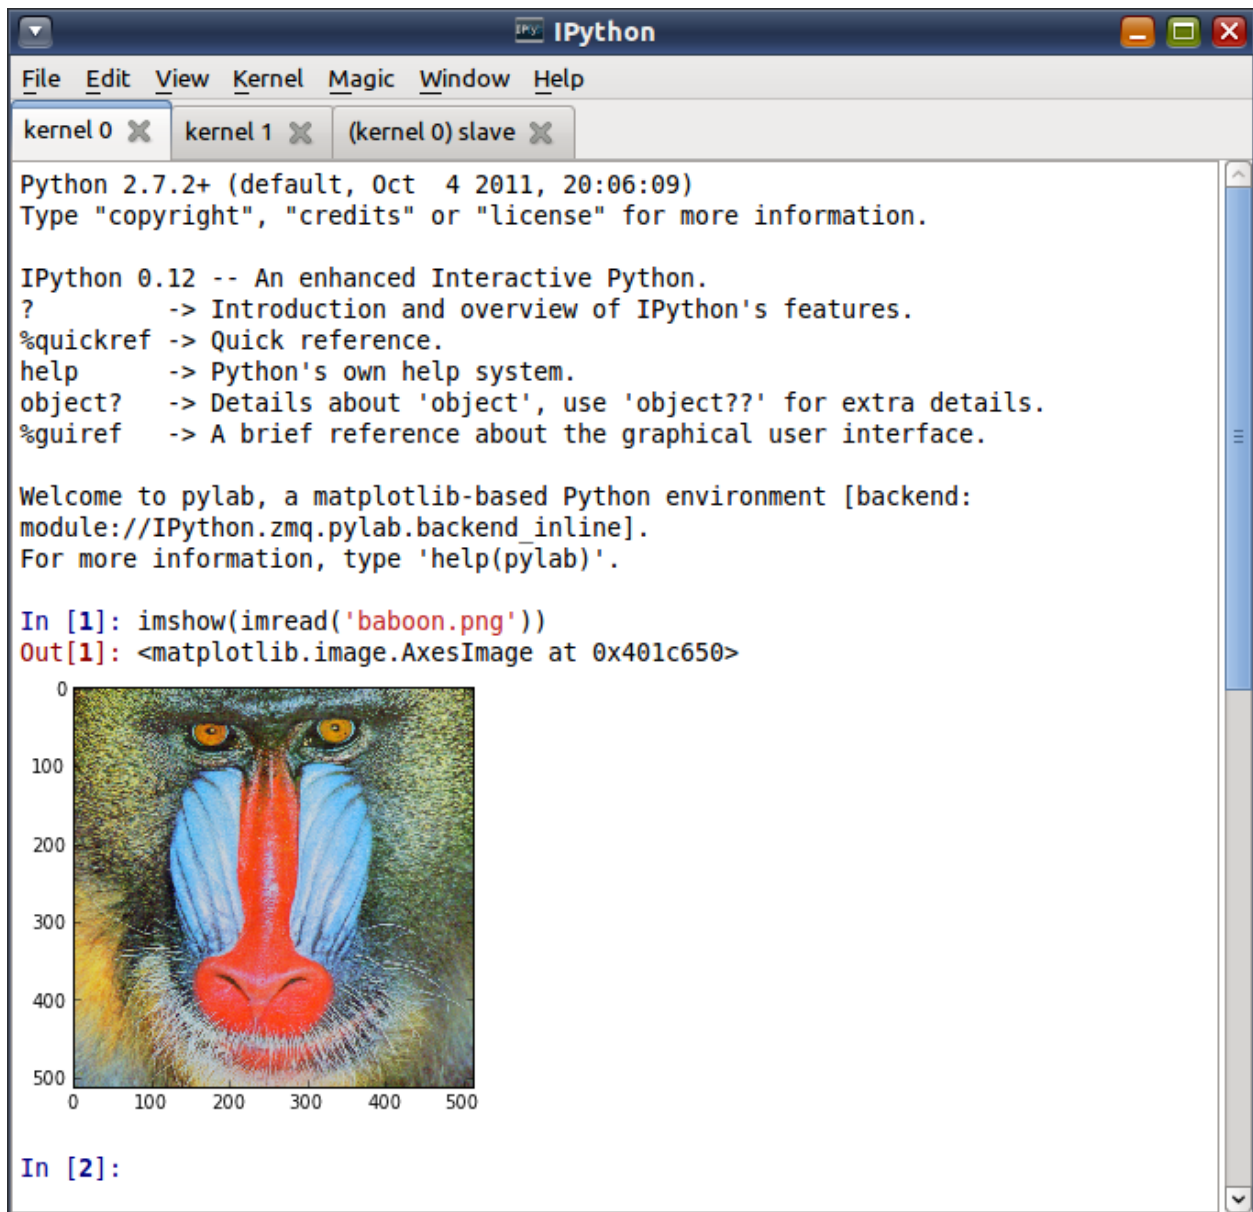 IPython
File Edit View Kernel Magic Window Help
kernel 0 kernel 1 (kernel 0) slave
Python 2.7.2+ (default, Oct  4 2011, 20:06:09)
Type "copyright", "credits" or "license" for more information.
IPython 0.12 -- An enhanced Interactive Python.
?         -> Introduction and overview of IPython's features.
%quickref -> Quick reference.
help      -> Python's own help system.
object?   -> Details about 'object', use 'object??' for extra details.
%guiref   -> A brief reference about the graphical user interface.
Welcome to pylab, a matplotlib-based Python environment [backend:
module://IPython.zmq.pylab.backend_inline].
For more information, type 'help(pylab)'.
In [1]: imshow(imread('baboon.png'))
Out[1]: <matplotlib.image.AxesImage at 0x401c650>
0
100
200
300
400
500
0 100 200 300 400 500
In [2]: